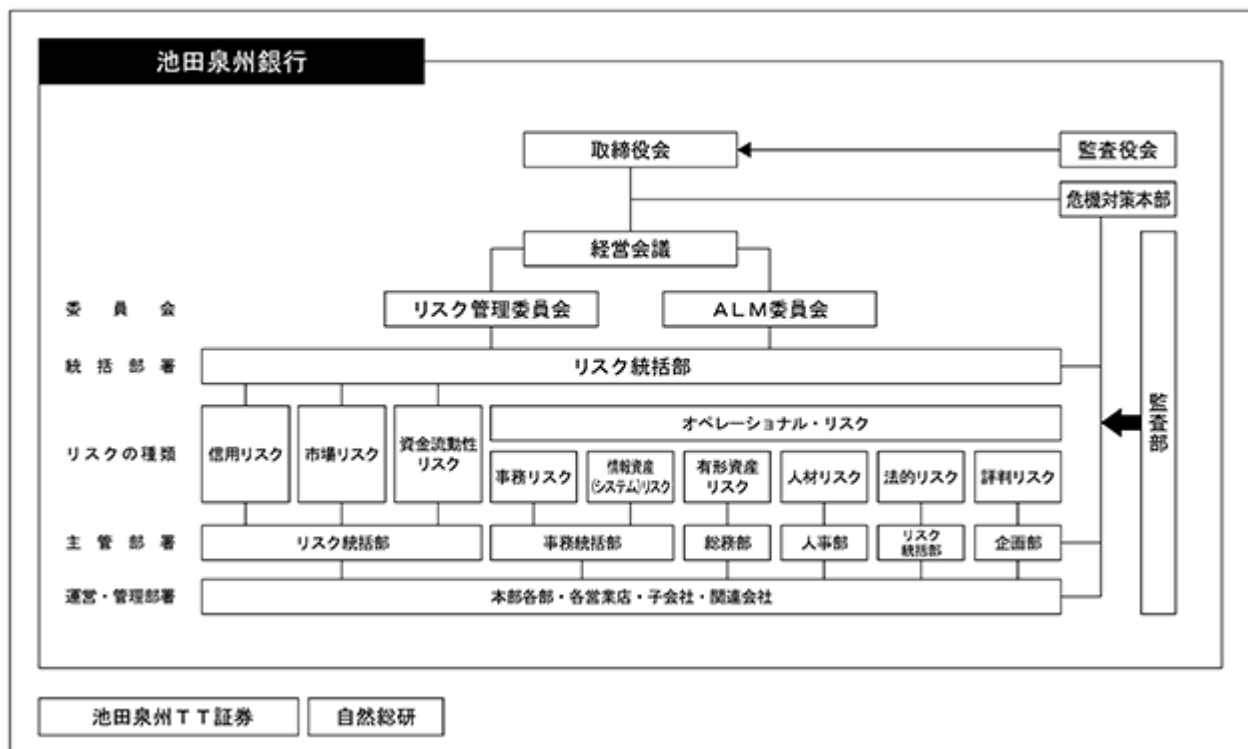 池田泉州銀行
取締役会
監査役会
危機対策本部
経営会議
委員会
リスク管理委員会
ALM委員会
統括部署
リスク統括部
監査部
リスクの種類
信用リスク
市場リスク
資金流動性
リスク
オペレーショナル・リスク
事務リスク
情報資産
(システム)リスク
有形資産
リスク
人材リスク
法的リスク
評判リスク
主管部署
リスク統括部
事務統括部
総務部
人事部
リスク
統括部
企画部
運営・管理部署
本部各部・各営業店・子会社・関連会社
池田泉州TT証券
自然総研